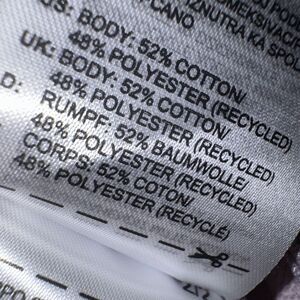 US: BODY: 52% COTTON/
48% POLYESTER (RECYCLED)
UK: BODY: 52% COTTON/
48% POLYESTER (RECYCLED)
D: RUMPF: 52% BAUMWOLLE/
48% POLYESTER (RECYCLED)
CORPS: 52% COTON/
48% POLYESTER (RECYCLÉ)